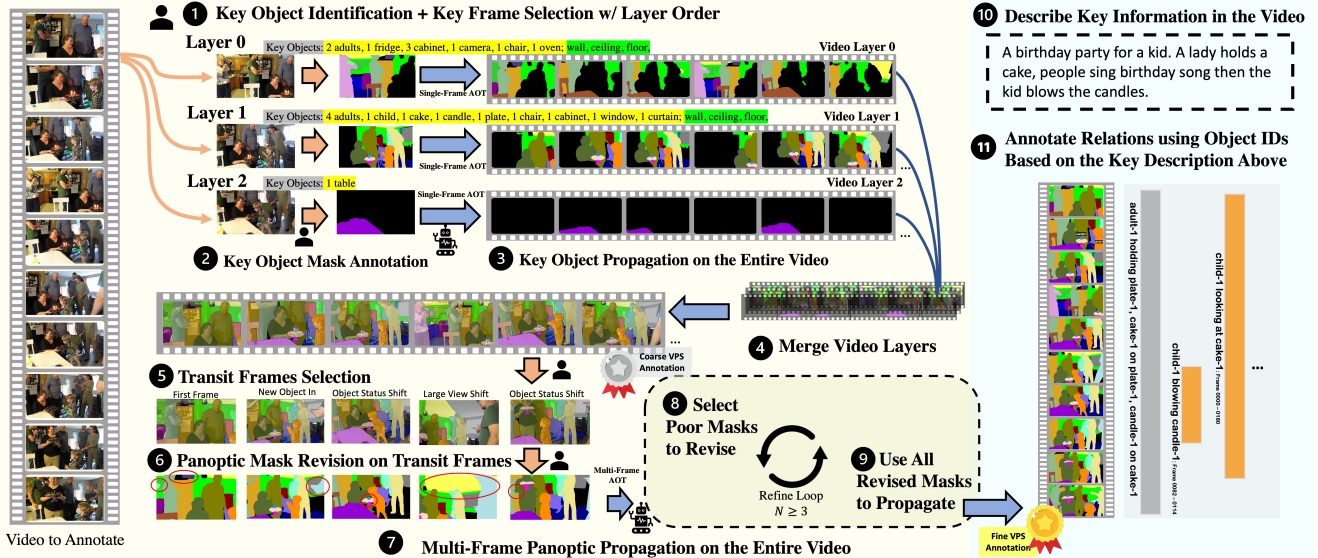 1 Key Object Identification + Key Frame Selection w/ Layer Order
Layer 0
Key Objects: 2 adults, 1 fridge, 3 cabinet, 1 camera, 1 chair, 1 oven; wall, ceiling, floor,
Video Layer 0
Single-Frame AOT
Layer 1
Key Objects: 4 adults, 1 child, 1 cake, 1 candle, 1 plate, 1 chair, 1 cabinet, 1 window, 1 curtain; wall, ceiling, floor,
Video Layer 1
Single-Frame AOT
...
Layer 2
Key Objects: 1 table
Single-Frame AOT
Video Layer 2
...
2 Key Object Mask Annotation
3 Key Object Propagation on the Entire Video
4 Merge Video Layers
...
Coarse VPS
Annotation
5 Transit Frames Selection
First Frame
New Object In
Object Status Shift
Large View Shift
Object Status Shift
6 Panoptic Mask Revision on Transit Frames
Multi-Frame
AOT
7 Multi-Frame Panoptic Propagation on the Entire Video
8 Select
Poor Masks
to Revise
Refine Loop
N ≥ 3
9 Use All
Revised Masks
to Propagate
Fine VPS
Annotation
Video to Annotate
10 Describe Key Information in the Video
A birthday party for a kid. A lady holds a
cake, people sing birthday song then the
kid blows the candles.
11 Annotate Relations using Object IDs
Based on the Key Description Above
adult-1 holding plate-1, cake-1 on plate-1, candle-1 on cake-1
child-1 blowing candle-1 Frame 0092 - 0114
child-1 looking at cake-1: Frame 0000 - 0180
...